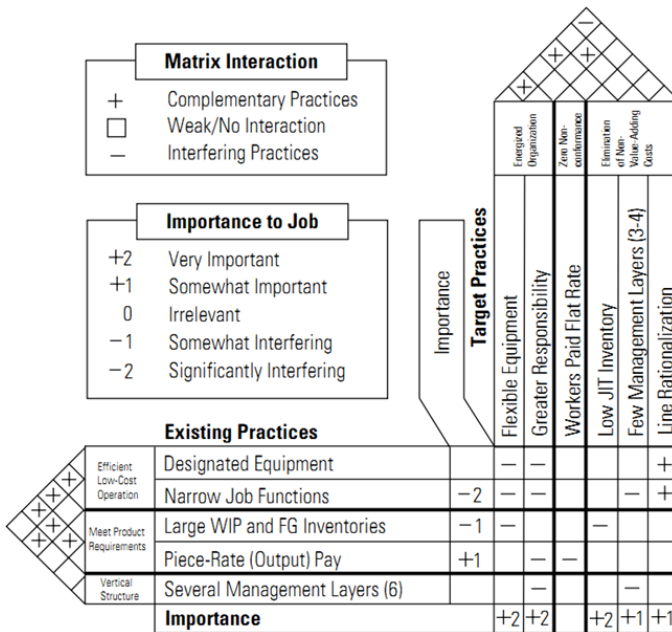 Matrix Interaction
+ Complementary Practices
□ Weak/No Interaction
− Interfering Practices
Importance to Job
+2 Very Important
+1 Somewhat Important
0 Irrelevant
−1 Somewhat Interfering
−2 Significantly Interfering
−
+
+
+
Energized
Organization
Zero Non-
conformance
Elimination
of Non-
Value-Adding
Costs
Importance
Target Practices
Flexible Equipment
Greater Responsibility
Workers Paid Flat Rate
Low JIT Inventory
Few Management Layers (3-4)
Line Rationalization
Existing Practices
Efficient
Low-Cost
Operation
Designated Equipment − − +
Narrow Job Functions −2 − − − +
Meet Product
Requirements
Large WIP and FG Inventories −1 − −
Piece-Rate (Output) Pay +1 − −
Vertical
Structure
Several Management Layers (6) − −
Importance +2 +2 +2 +1 +1
+
+ +
+ +
+ +